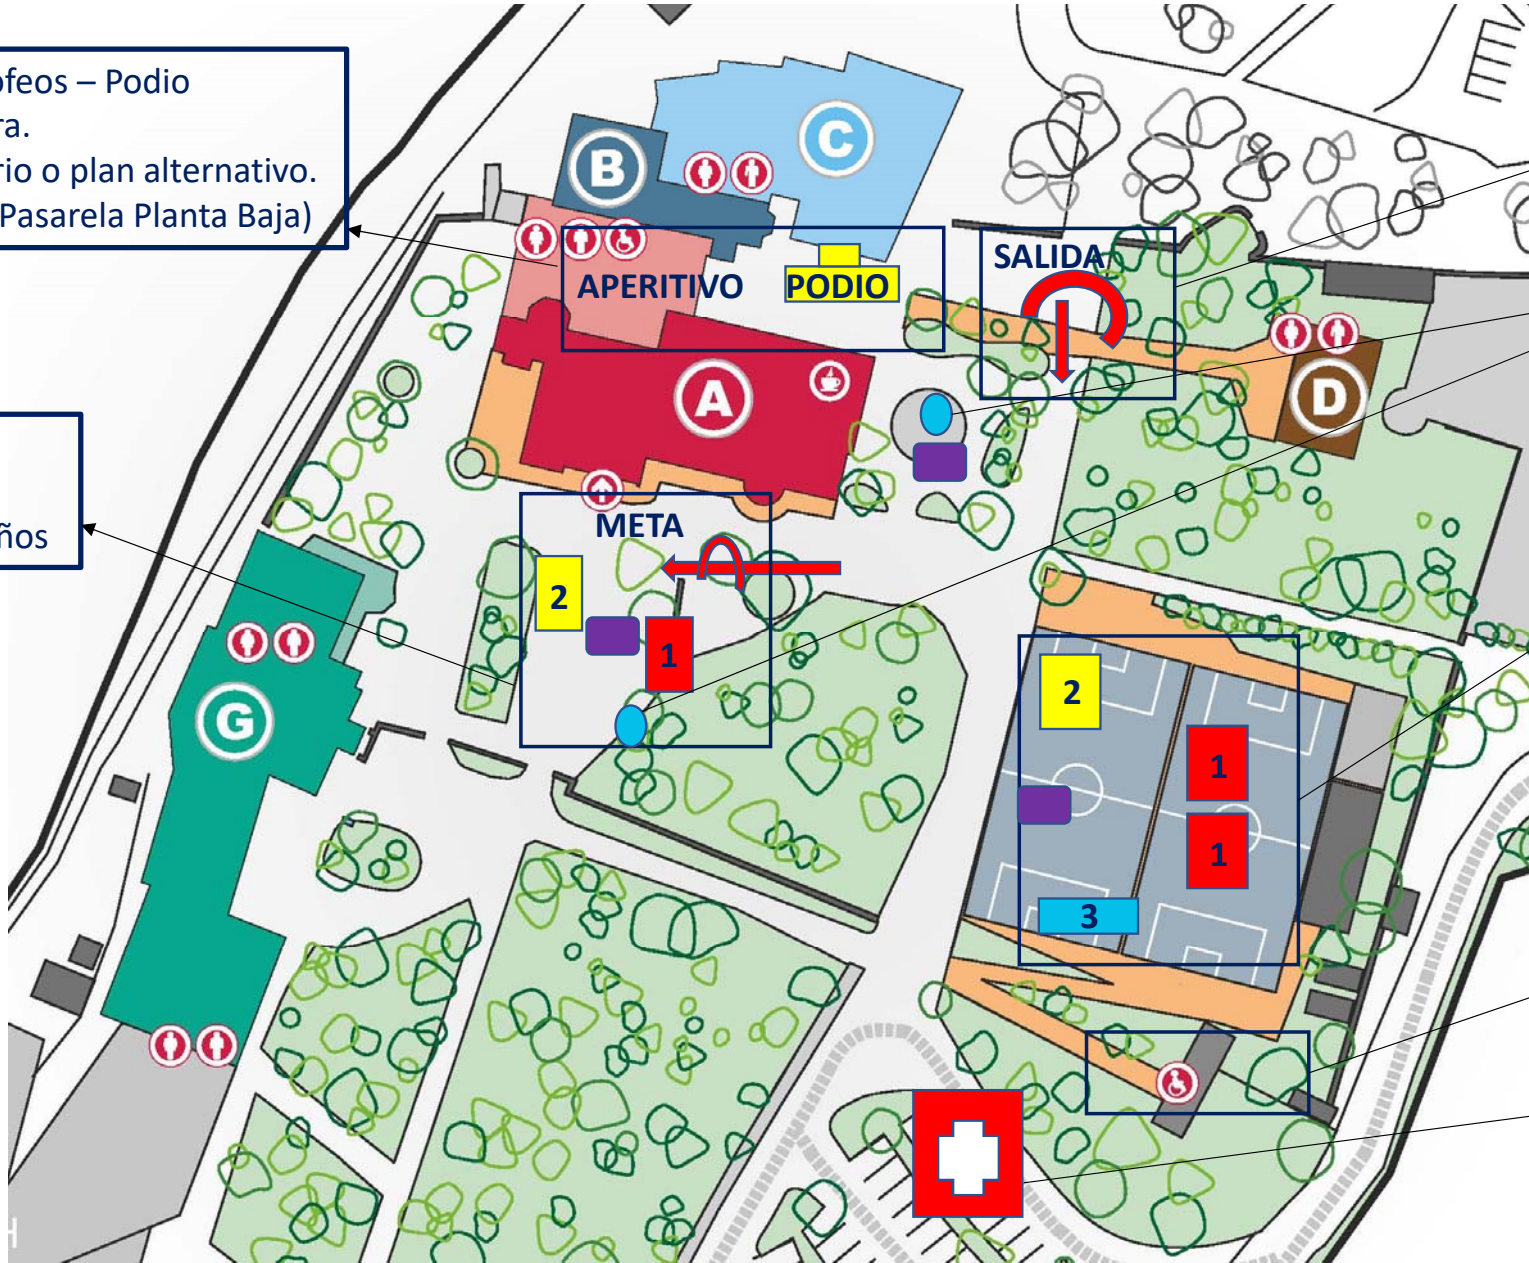 ofeos – Podio
ra.
rio o plan alternativo.
Pasarela Planta Baja)
C
B
SALIDA
APERITIVO
PODIO
A
D
ños
META
2
1
G
2
1
1
3
H